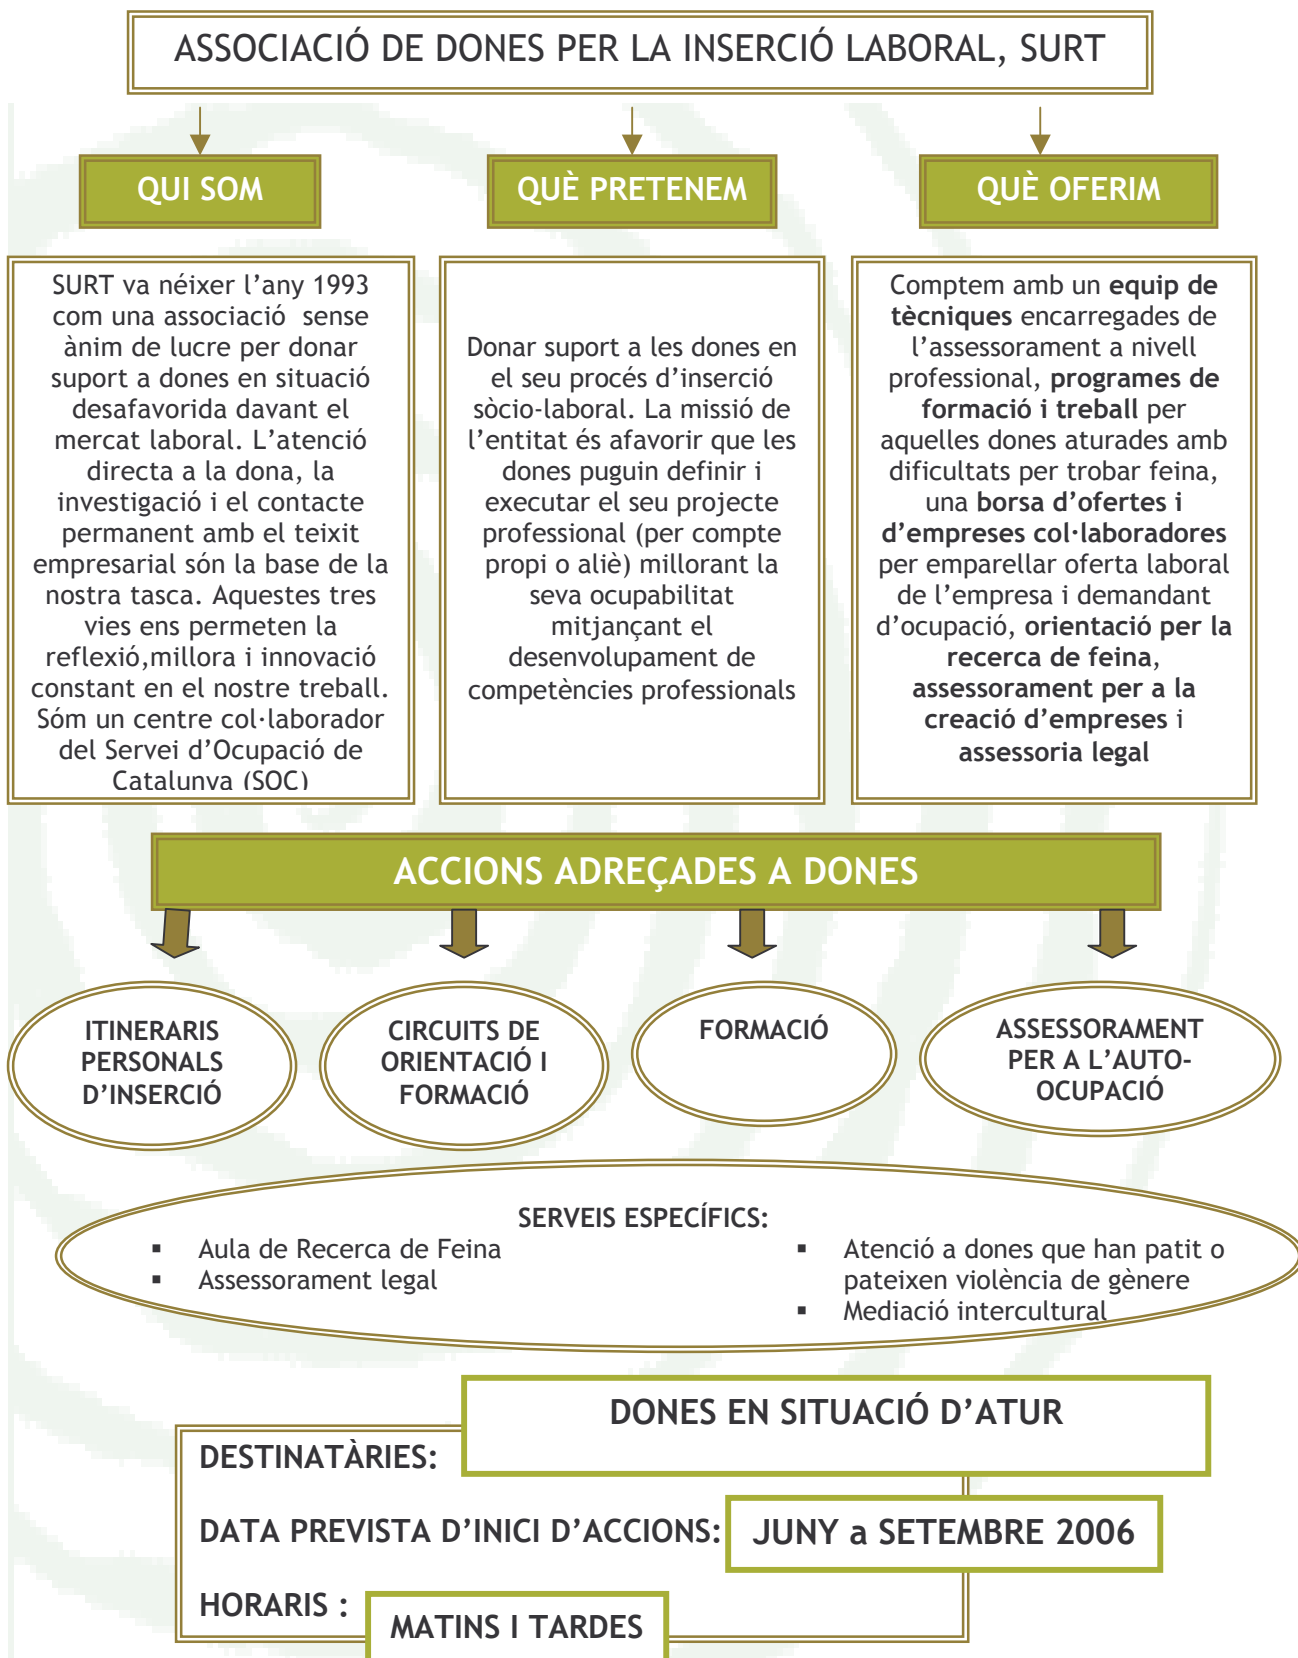 ASSOCIACIÓ DE DONES PER LA INSERCIÓ LABORAL, SURT
QUI SOM
SURT va néixer l’any 1993
com una associació sense
ànim de lucre per donar
suport a dones en situació
desafavorida davant el
mercat laboral. L’atenció
directa a la dona, la
investigació i el contacte
permanent amb el teixit
empresarial són la base de la
nostra tasca. Aquestes tres
vies ens permeten la
reflexió,millora i innovació
constant en el nostre treball.
Sóm un centre col·laborador
del Servei d’Ocupació de
Catalunya (SOC)
QUÈ PRETENEM
Donar suport a les dones en
el seu procés d’inserció
sòcio-laboral. La missió de
l’entitat és afavorir que les
dones puguin definir i
executar el seu projecte
professional (per compte
propi o aliè) millorant la
seva ocupabilitat
mitjançant el
desenvolupament de
competències professionals
QUÈ OFERIM
Comptem amb un equip de
tècniques encarregades de
l’assessorament a nivell
professional, programes de
formació i treball per
aquelles dones aturades amb
dificultats per trobar feina,
una borsa d’ofertes i
d’empreses col·laboradores
per emparellar oferta laboral
de l’empresa i demandant
d’ocupació, orientació per la
recerca de feina,
assessorament per a la
creació d’empreses i
assessoria legal
ACCIONS ADREÇADES A DONES
ITINERARIS
PERSONALS
D’INSERCIÓ
CIRCUITS DE
ORIENTACIÓ I
FORMACIÓ
FORMACIÓ
ASSESSORAMENT
PER A L’AUTO-
OCUPACIÓ
SERVEIS ESPECÍFICS:
▪ Aula de Recerca de Feina
▪ Assessorament legal
▪ Atenció a dones que han patit o
pateixen violència de gènere
▪ Mediació intercultural
DESTINATÀRIES:
DONES EN SITUACIÓ D’ATUR
DATA PREVISTA D’INICI D’ACCIONS:
JUNY a SETEMBRE 2006
HORARIS :
MATINS I TARDES